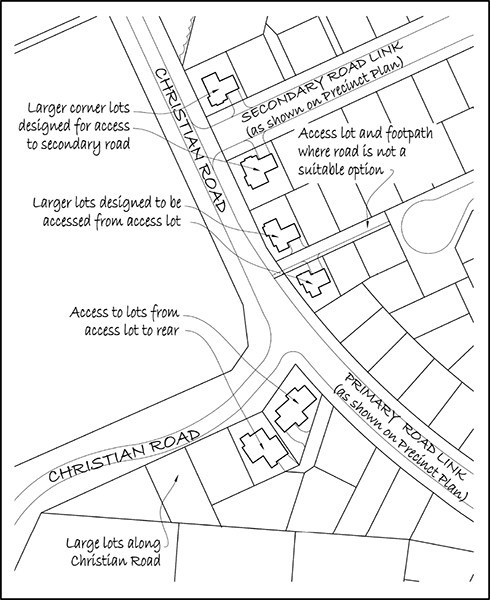 CHRISTIAN ROAD
SECONDARY ROAD LINK
(as shown on Precinct Plan)
Larger corner lots
designed for access
to secondary road
Access lot and footpath
where road is not a
suitable option
Larger lots designed to be
accessed from access lot
Access to lots from
access lot to rear
PRIMARY ROAD LINK
(as shown on Precinct Plan)
CHRISTIAN ROAD
Large lots along
Christian Road